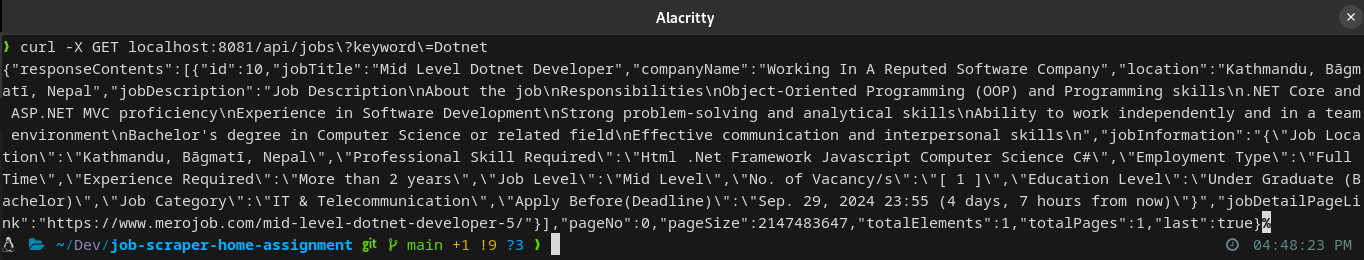 Alacritty
❱ curl -X GET localhost:8081/api/jobs\?keyword\=Dotnet
{"responseContents":[{"id":10,"jobTitle":"Mid Level Dotnet Developer","companyName":"Working In A Reputed Software Company","location":"Kathmandu, Bāgm
atī, Nepal","jobDescription":"Job Description\nAbout the job\nResponsibilities\nObject-Oriented Programming (OOP) and Programming skills\n.NET Core and
 ASP.NET MVC proficiency\nExperience in Software Development\nStrong problem-solving and analytical skills\nAbility to work independently and in a team
 environment\nBachelor's degree in Computer Science or related field\nEffective communication and interpersonal skills\n","jobInformation":"{\"Job Loca
tion\":\"Kathmandu, Bāgmatī, Nepal\",\"Professional Skill Required\":\"Html .Net Framework Javascript Computer Science C#\",\"Employment Type\":\"Full 
Time\",\"Experience Required\":\"More than 2 years\",\"Job Level\":\"Mid Level\",\"No. of Vacancy/s\":\"[ 1 ]\",\"Education Level\":\"Under Graduate (B
achelor)\",\"Job Category\":\"IT & Telecommunication\",\"Apply Before(Deadline)\":\"Sep. 29, 2024 23:55 (4 days, 7 hours from now)\"}","jobDetailPageLi
nk":"https://www.merojob.com/mid-level-dotnet-developer-5/"}],"pageNo":0,"pageSize":2147483647,"totalElements":1,"totalPages":1,"last":true}%
~/Dev/job-scraper-home-assignment git main +1 !9 ?3 ❱ 04:48:23 PM